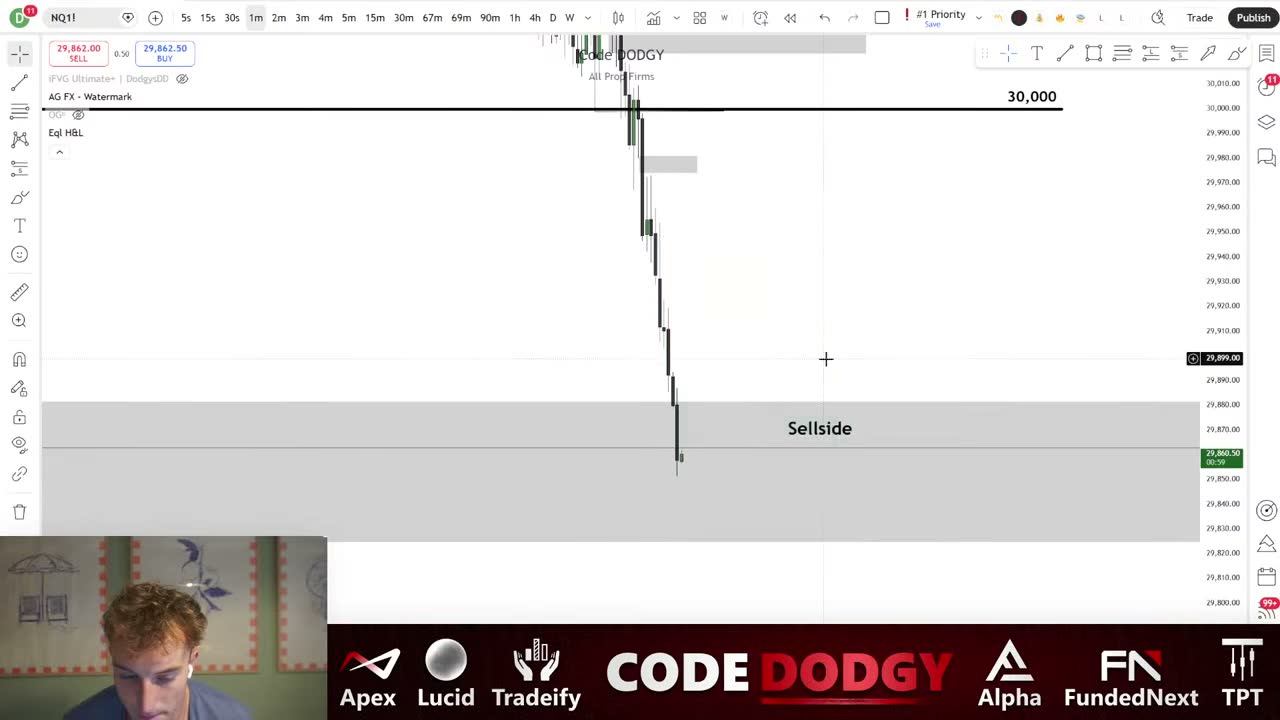 D 11 NQ1! 5s 15s 30s 1m 2m 3m 4m 5m 15m 30m 67m 69m 90m 1h 4h D W W #1 Priority Save L L Trade Publish
29,862.00 SELL 0.50 29,862.50 BUY
Code DODGY
All Prop Firms
iFVG Ultimate+ | DodgysDD
AG FX - Watermark
Eql H&L
30,000
11
30,010.00
30,000.00
29,990.00
29,980.00
29,970.00
29,960.00
29,950.00
29,940.00
29,930.00
29,920.00
29,910.00
29,899.00
29,890.00
29,880.00
Sellside
29,870.00
29,860.50
00:59
29,850.00
29,840.00
29,830.00
29,820.00
29,810.00
29,800.00
99+
CODE DODGY
Apex Lucid Tradeify Alpha FundedNext TPT